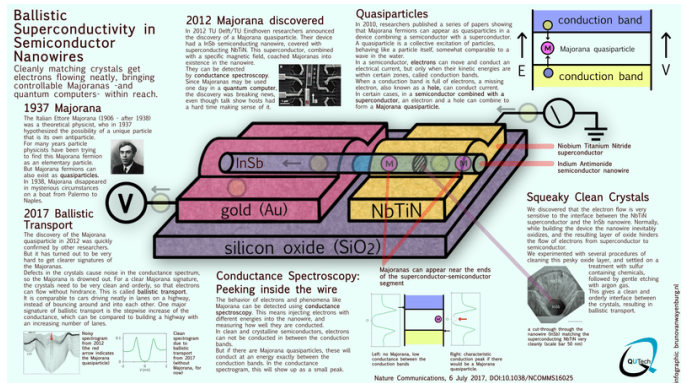 Ballistic
Superconductivity in
Semiconductor
Nanowires
Cleanly matching crystals get
electrons flowing neatly, bringing
controllable Majoranas -and
quantum computers- within reach.
1937 Majorana
The Italian Ettore Majorana (1906 - after 1938)
was a theoretical physicist, who in 1937
hypothesized the possibility of a unique particle
that is its own antiparticle.
For many years particle
physicists have been trying
to find this Majorana fermion
as an elementary particle.
But Majorana fermions can
also exist as quasiparticles.
In 1938, Majorana disappeared
in mysterious circumstances
on a boat from Palermo to
Naples.
2017 Ballistic
Transport
The discovery of the Majorana
quasiparticle in 2012 was quickly
confirmed by other researchers.
But it has turned out to be very
hard to get clearer signatures of
the Majoranas.
Defects in the crystals cause noise in the conductance spectrum,
so the Majorana is drowned out. For a clear Majorana signature,
the crystals need to be very clean and orderly, so that electrons
can flow without hindrance. This is called ballistic transport.
It is comparable to cars driving neatly in lanes on a highway,
instead of bouncing around and into each other. One major
signature of ballistic transport is the stepwise increase of the
conductance, which can be compared to building a highway with
an increasing number of lanes.
Noisy
spectrogram
from 2012
(the red
arrow indicates
the Majorana
quasiparticle)
Clean
spectrogram
due to
ballistic
transport
from 2017
(without
Majorana, for
now)
2012 Majorana discovered
In 2012 TU Delft/TU Eindhoven researchers announced
the discovery of a Majorana quasiparticle. Their device
had a InSb semiconducting nanowire, covered with
superconducting NbTiN. This superconductor, combined
with a specific magnetic field, coached Majoranas into
existence in the nanowire.
They can be detected
by conductance spectroscopy.
Since Majoranas may be used
one day in a quantum computer,
the discovery was breaking news,
even though talk show hosts had
a hard time making sense of it.
Quasiparticles
In 2010, researchers published a series of papers showing
that Majorana fermions can appear as quasiparticles in a
device combining semiconductor with a superconductor.
A quasiparticle is a collective excitation of particles,
behaving like a particle itself, somewhat comparable to a
wave in the water.
In a semiconductor, electrons can move and conduct an
electrical current, but only when their kinetic energies are
within certain zones, called conduction bands.
When a conduction band is full of electrons, a missing
electron, also known as a hole, can conduct current.
In certain cases, in a semiconductor combined with a
superconductor, an electron and a hole can combine to
form a Majorana quasiparticle.
conduction band
M
Majorana quasiparticle
conduction band
E
V
InSb
M
M
V
gold (Au)
NbTiN
silicon oxide (SiO2)
Niobium Titanium Nitride
superconductor
Indium Antimonide
semiconductor nanowire
Majoranas can appear near the ends
of the superconductor-semiconductor
segment
Conductance Spectroscopy:
Peeking inside the wire
The behavior of electrons and phenomena like
Majorana can be detected using conductance
spectroscopy. This means injecting electrons with
different energies into the nanowire, and
measuring how well they are conducted.
In clean and crystalline semiconductors, electrons
can not be conducted in between the conduction
bands.
But if there are Majorana quasiparticles, these will
conduct at an energy exactly between the
conduction bands. In the conductance
spectrogram, this will show up as a small peak.
Left: no Majorana, low
conductance between the
conduction bands
Right: characteristic
conduction peak if there
would be a Majorana
quasiparticle.
Squeaky Clean Crystals
We discovered that the electron flow is very
sensitive to the interface between the NbTiN
superconductor and the InSb nanowire. Normally,
while building the device the nanowire inevitably
oxidizes, and the resulting layer of oxide hinders
the flow of electrons from superconductor to
semiconductor.
We experimented with several procedures of
cleaning this pesky oxide layer, and settled on a
treatment with sulfur
containing chemicals,
followed by gentle etching
with argon gas.
This gives a clean and
orderly interface between
the crystals, resulting in
ballistic transport.
a cut-through through the
nanowire (InSb) matching the
superconducting NbTiN very
cleanly (scale bar 50 nm)
QUTech
Infographic brunovanwayenburg.nl
Nature Communications, 6 July 2017, DOI:10.1038/NCOMMS16025